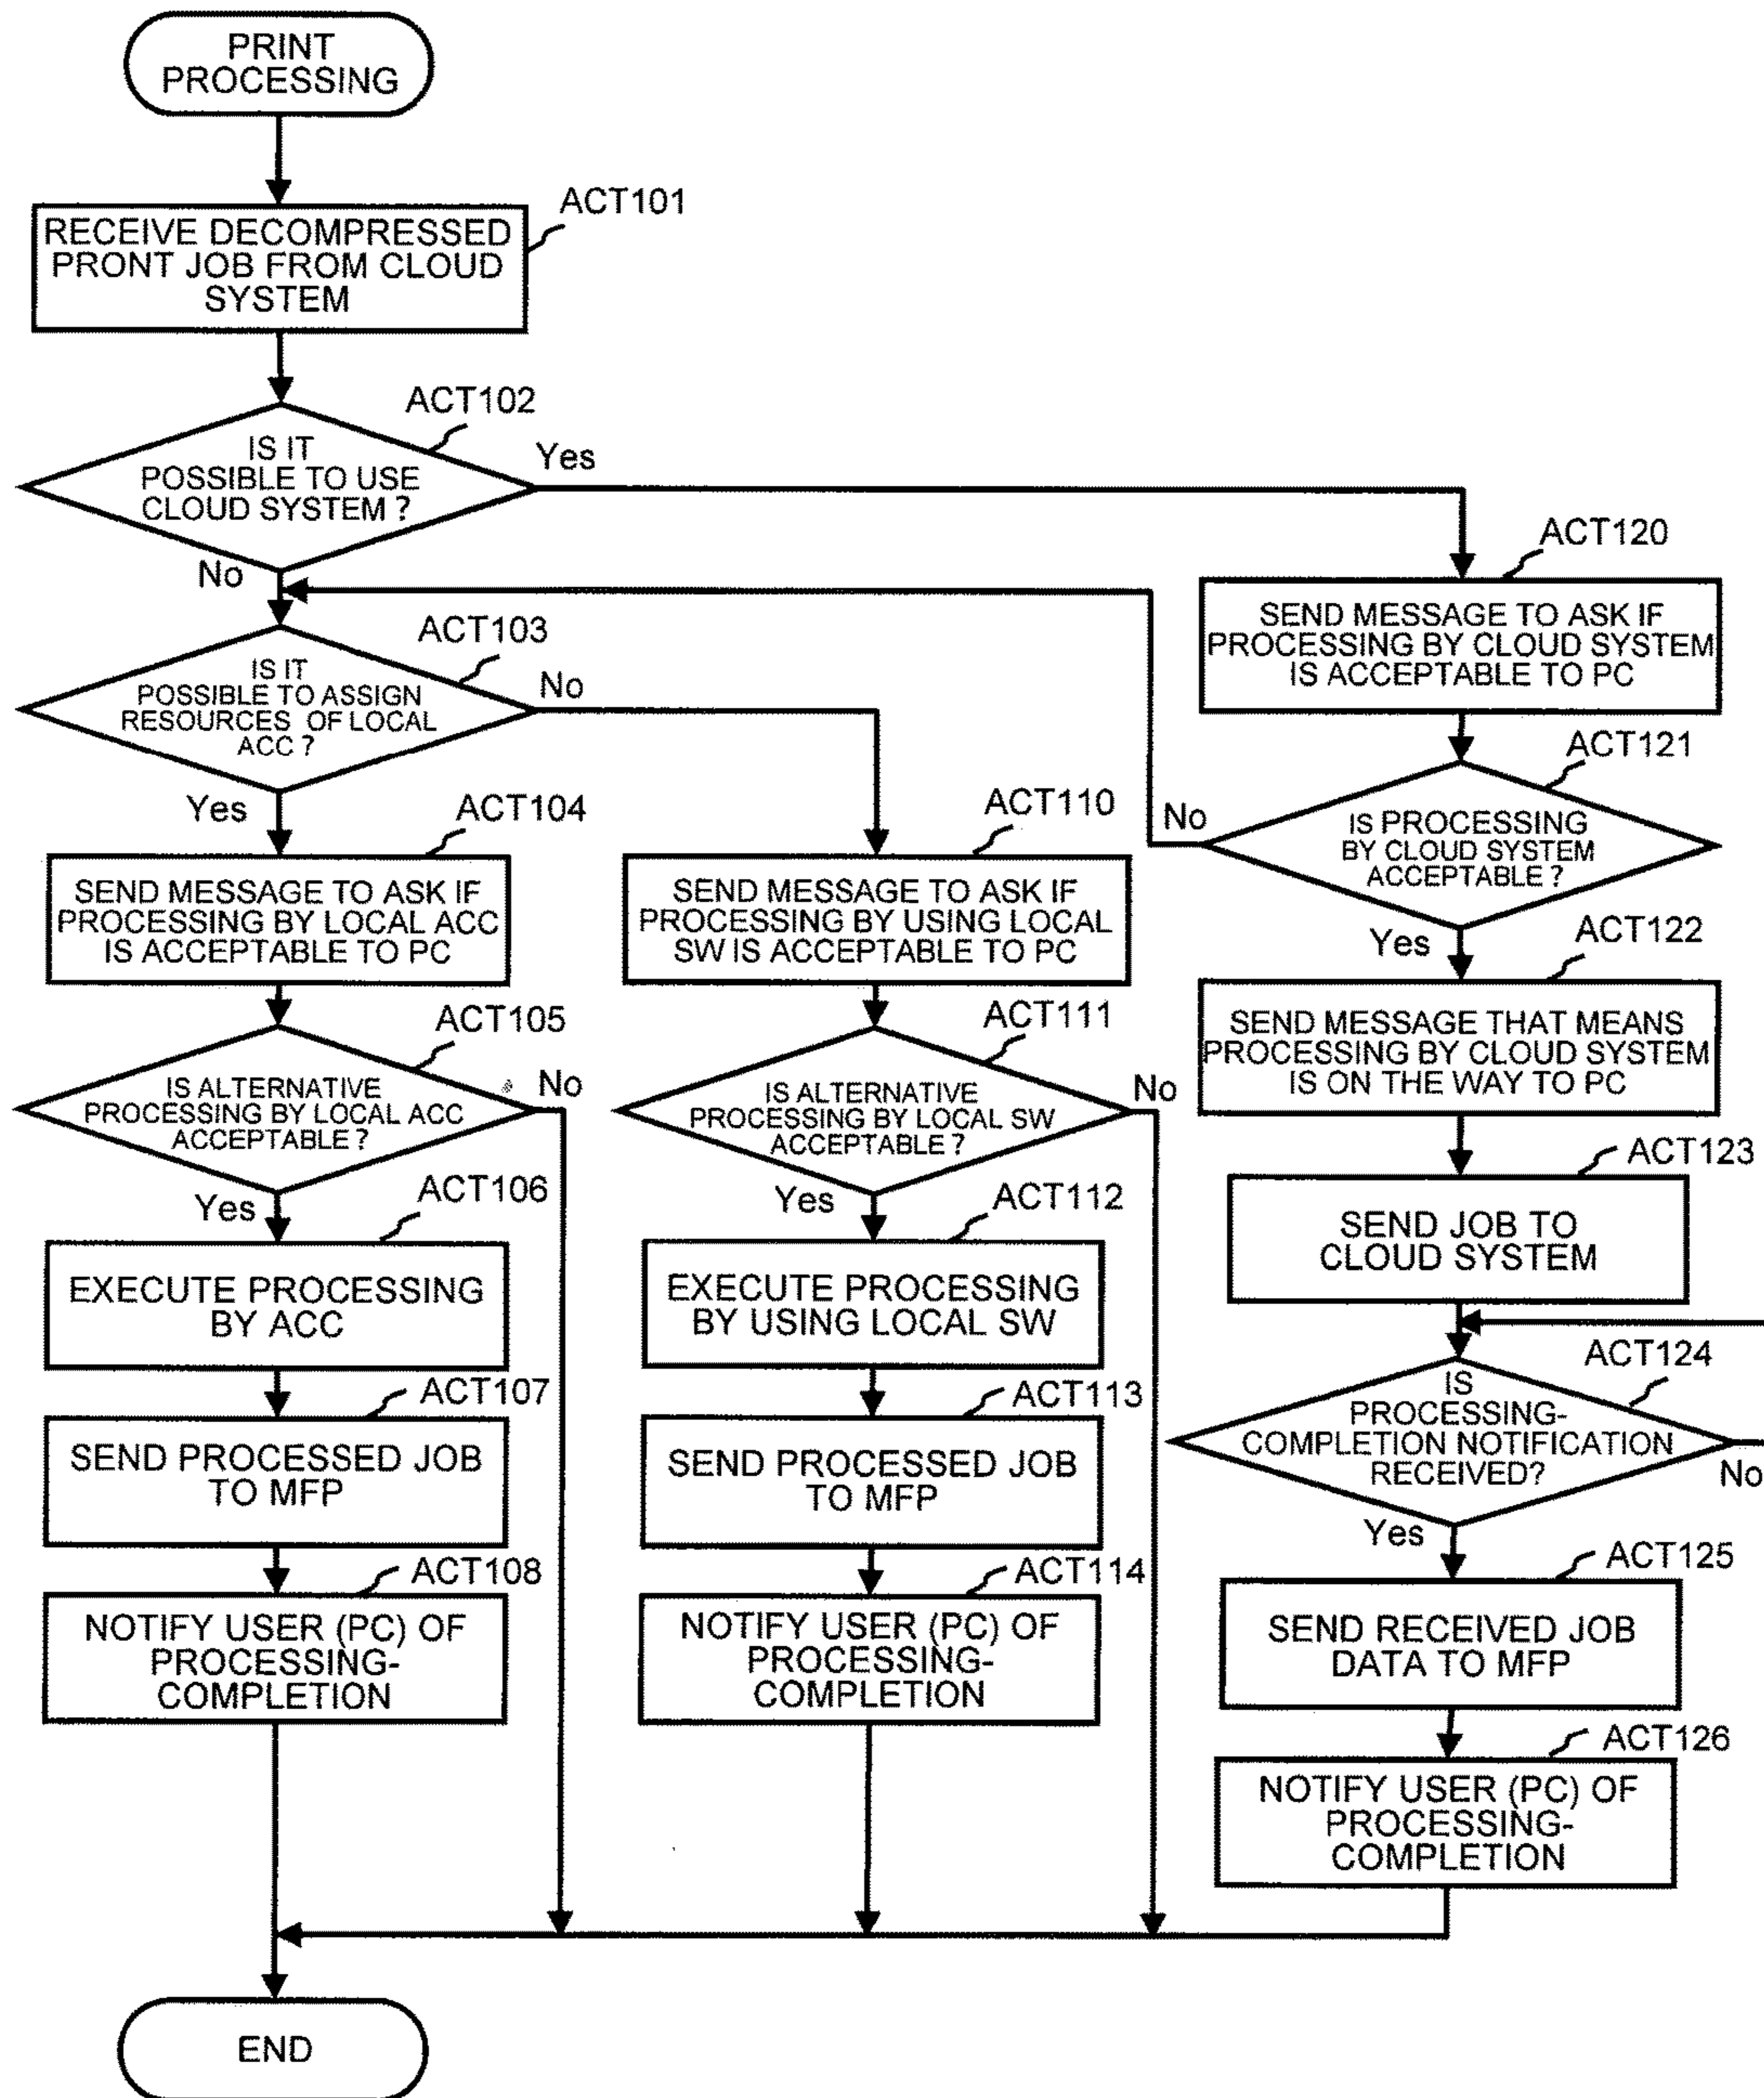 PRINT
PROCESSING
ACT101
RECEIVE DECOMPRESSED
PRONT JOB FROM CLOUD
SYSTEM
ACT102
IS IT
POSSIBLE TO USE
CLOUD SYSTEM ?
Yes
No
ACT103
IS IT
POSSIBLE TO ASSIGN
RESOURCES OF LOCAL
ACC ?
No
Yes
ACT104
SEND MESSAGE TO ASK IF
PROCESSING BY LOCAL ACC
IS ACCEPTABLE TO PC
ACT105
IS ALTERNATIVE
PROCESSING BY LOCAL ACC
ACCEPTABLE ?
No
Yes
ACT106
EXECUTE PROCESSING
BY ACC
ACT107
SEND PROCESSED JOB
TO MFP
ACT108
NOTIFY USER (PC) OF
PROCESSING-
COMPLETION
ACT110
SEND MESSAGE TO ASK IF
PROCESSING BY USING LOCAL
SW IS ACCEPTABLE TO PC
ACT111
IS ALTERNATIVE
PROCESSING BY LOCAL SW
ACCEPTABLE ?
No
Yes
ACT112
EXECUTE PROCESSING
BY USING LOCAL SW
ACT113
SEND PROCESSED JOB
TO MFP
ACT114
NOTIFY USER (PC) OF
PROCESSING-
COMPLETION
ACT120
SEND MESSAGE TO ASK IF
PROCESSING BY CLOUD SYSTEM
IS ACCEPTABLE TO PC
ACT121
IS PROCESSING
BY CLOUD SYSTEM
ACCEPTABLE ?
No
Yes
ACT122
SEND MESSAGE THAT MEANS
PROCESSING BY CLOUD SYSTEM
IS ON THE WAY TO PC
ACT123
SEND JOB TO
CLOUD SYSTEM
ACT124
IS
PROCESSING-
COMPLETION NOTIFICATION
RECEIVED?
No
Yes
ACT125
SEND RECEIVED JOB
DATA TO MFP
ACT126
NOTIFY USER (PC) OF
PROCESSING-
COMPLETION
END